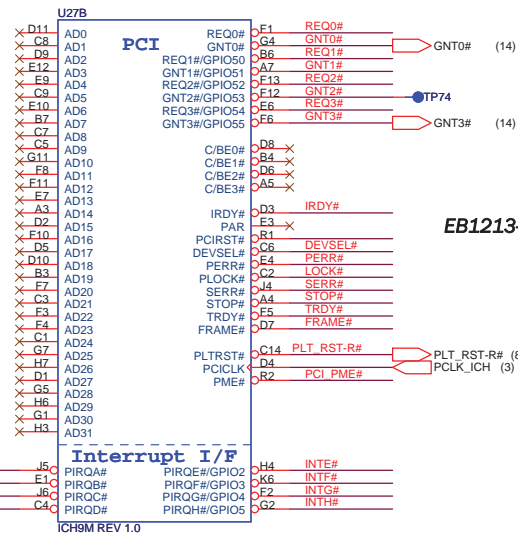 U27B
PCI
D11 AD0 REQ0# F1 REQ0#
C8 AD1 GNT0# G4 GNT0# GNT0# (14)
D9 AD2 REQ1#/GPIO50 B6 REQ1#
E12 AD3 GNT1#/GPIO51 A7 GNT1#
E9 AD4 REQ2#/GPIO52 F13 REQ2#
C9 AD5 GNT2#/GPIO53 F12 GNT2# TP74
E10 AD6 REQ3#/GPIO54 E6 REQ3#
B7 AD7 GNT3#/GPIO55 F6 GNT3# GNT3# (14)
C7 AD8
C5 AD9 C/BE0# D8
G11 AD10 C/BE1# B4
F8 AD11 C/BE2# D6
F11 AD12 C/BE3# A5
E7 AD13
A3 AD14 IRDY# D3 IRDY#
D2 AD15 PAR E3
F10 AD16 PCIRST# R1
D5 AD17 DEVSEL# C6 DEVSEL#
D10 AD18 PERR# E4 PERR#
B3 AD19 PLOCK# C2 LOCK#
F7 AD20 SERR# J4 SERR#
C3 AD21 STOP# A4 STOP#
F3 AD22 TRDY# F5 TRDY#
F4 AD23 FRAME# D7 FRAME#
C1 AD24
G7 AD25 PLTRST# C14 PLT_RST-R# PLT_RST-R# (8
H7 AD26 PCICLK D4 PCLK_ICH (3)
D1 AD27 PME# R2 PCI_PME#
G5 AD28
H6 AD29
G1 AD30
H3 AD31
EB1213-
Interrupt I/F
J5 PIRQA# PIRQE#/GPIO2 H4 INTE#
E1 PIRQB# PIRQF#/GPIO3 K6 INTF#
J6 PIRQC# PIRQG#/GPIO4 F2 INTG#
C4 PIRQD# PIRQH#/GPIO5 G2 INTH#
ICH9M REV 1.0